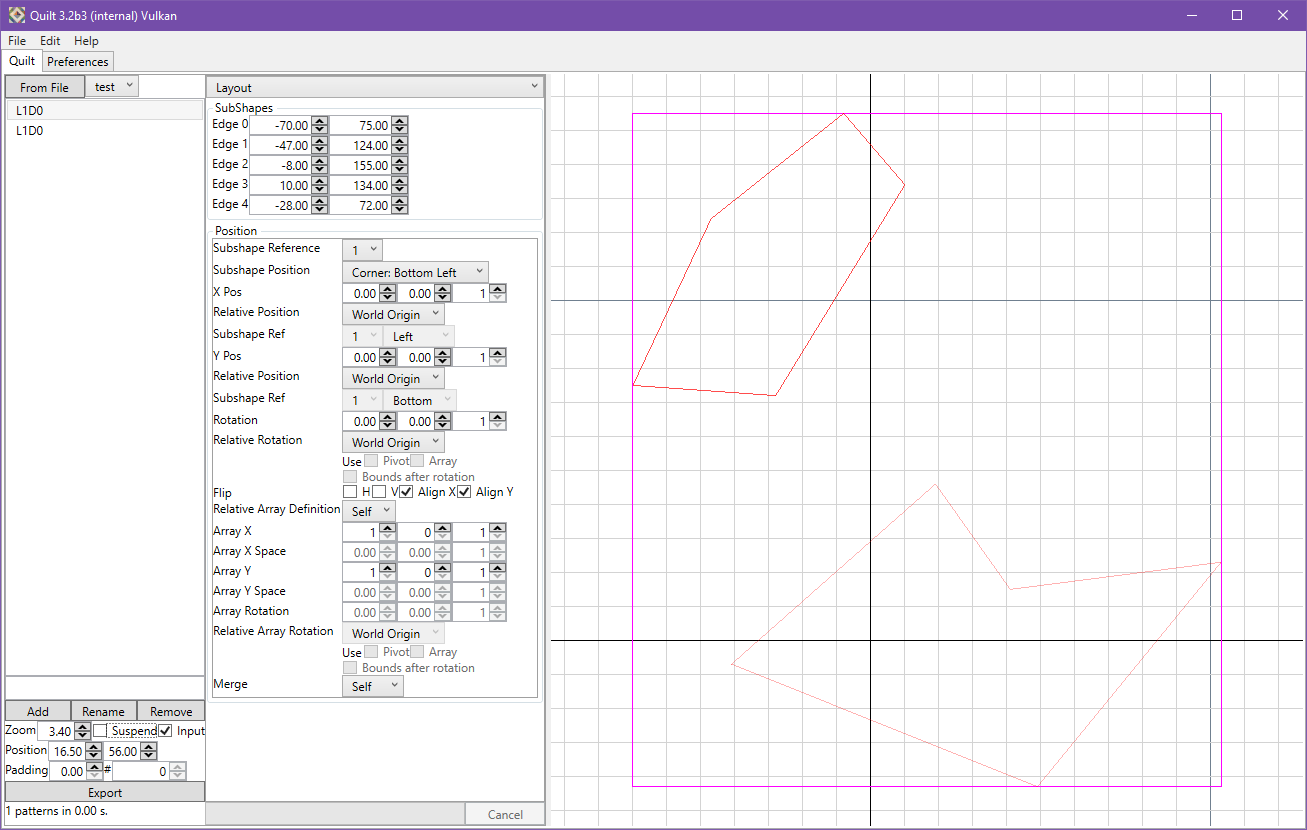 Quilt 3.2b3 (internal) Vulkan
File Edit Help
Quilt Preferences
From File test
L1D0
L1D0
Layout
SubShapes
Edge 0 -70.00 75.00
Edge 1 -47.00 124.00
Edge 2 -8.00 155.00
Edge 3 10.00 134.00
Edge 4 -28.00 72.00
Position
Subshape Reference 1
Subshape Position Corner: Bottom Left
X Pos 0.00 0.00 1
Relative Position World Origin
Subshape Ref 1 Left
Y Pos 0.00 0.00 1
Relative Position World Origin
Subshape Ref 1 Bottom
Rotation 0.00 0.00 1
Relative Rotation World Origin
Use Pivot Array
Bounds after rotation
Flip H V Align X Align Y
Relative Array Definition Self
Array X 1 0 1
Array X Space 0.00 0.00 1
Array Y 1 0 1
Array Y Space 0.00 0.00 1
Array Rotation 0.00 0.00 1
Relative Array Rotation World Origin
Use Pivot Array
Bounds after rotation
Merge Self
Add Rename Remove
Zoom 3.40 Suspend Input
Position 16.50 56.00
Padding 0.00 # 0
Export
1 patterns in 0.00 s.
Cancel